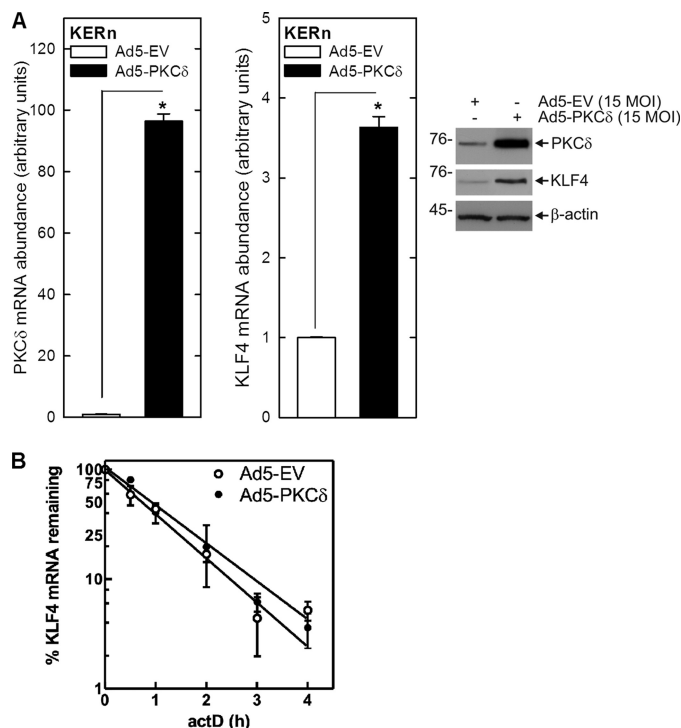 A
PKCδ mRNA abundance (arbitrary units)
120
100
80
60
40
20
0
KERn
Ad5-EV
Ad5-PKCδ
*
KLF4 mRNA abundance (arbitrary units)
5
4
3
2
1
0
KERn
Ad5-EV
Ad5-PKCδ
*
+ - Ad5-EV (15 MOI)
- + Ad5-PKCδ (15 MOI)
76- PKCδ
76- KLF4
45- β-actin
B
% KLF4 mRNA remaining
100
75
50
25
10
1
Ad5-EV
Ad5-PKCδ
0 1 2 3 4
actD (h)